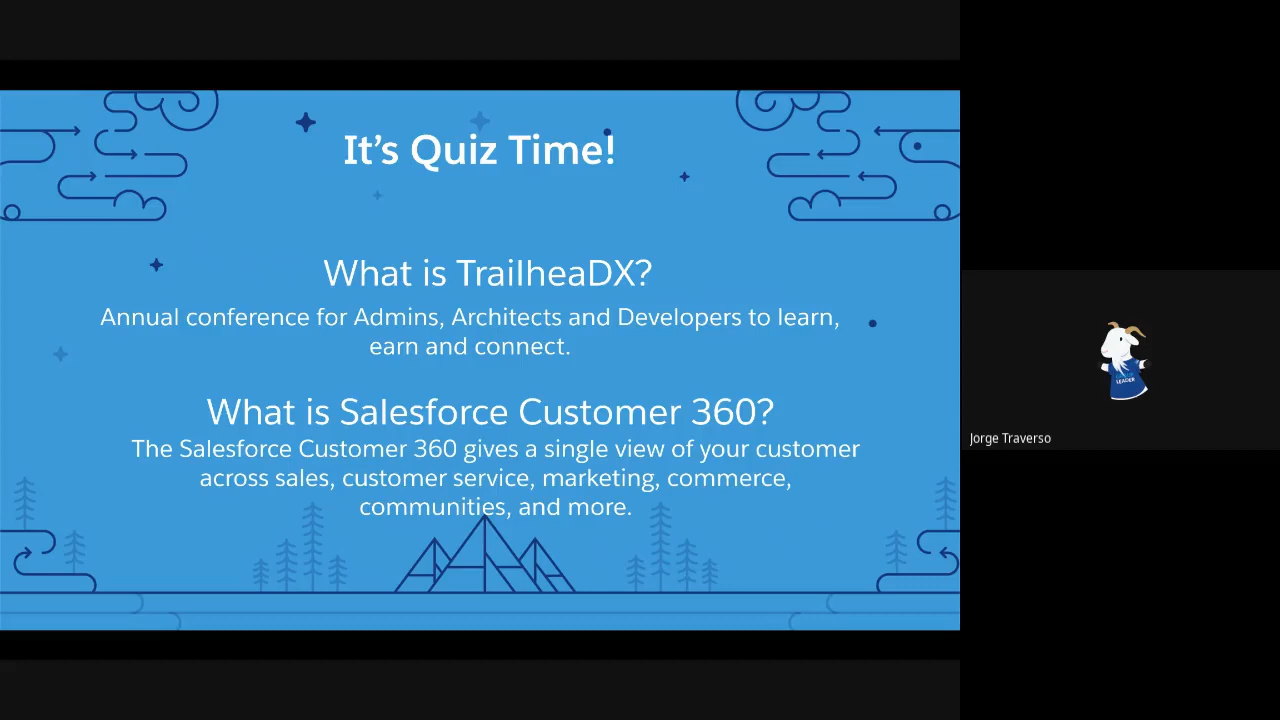 It's Quiz Time!
What is TrailheaDX?
Annual conference for Admins, Architects and Developers to learn,
earn and connect.
What is Salesforce Customer 360?
The Salesforce Customer 360 gives a single view of your customer
across sales, customer service, marketing, commerce,
communities, and more.
LEADER
Jorge Traverso